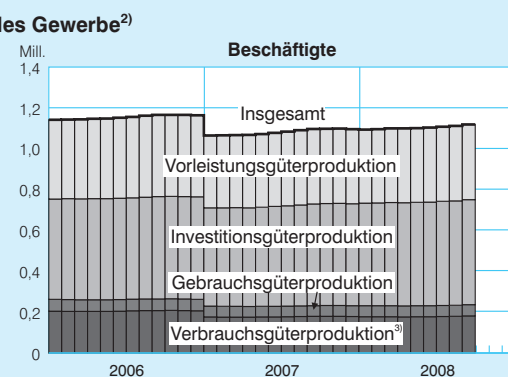 des Gewerbe²⁾
Mill.
Beschäftigte
1,4
1,2
Insgesamt
1,0
Vorleistungsgüterproduktion
0,8
0,6
Investitionsgüterproduktion
0,4
Gebrauchsgüterproduktion
0,2
Verbrauchsgüterproduktion³⁾
0
2006
2007
2008